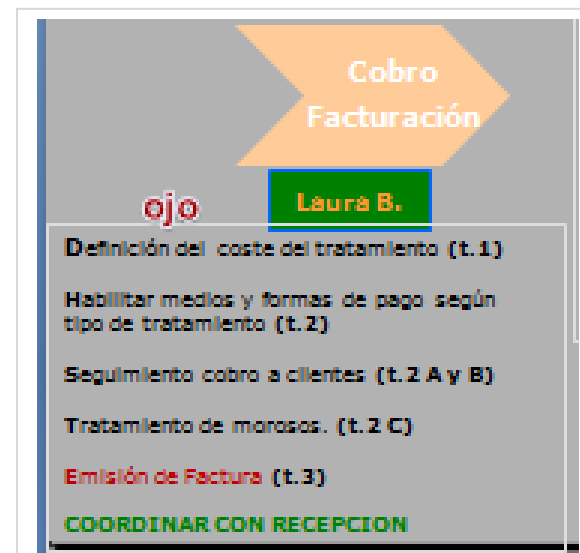 Cobro
Facturación
ojo
Laura B.
Definición del coste del tratamiento (t.1)
Habilitar medios y formas de pago según
tipo de tratamiento (t.2)
Seguimiento cobro a clientes (t.2 A y B)
Tratamiento de morosos. (t.2 C)
Emisión de Factura (t.3)
COORDINAR CON RECEPCION